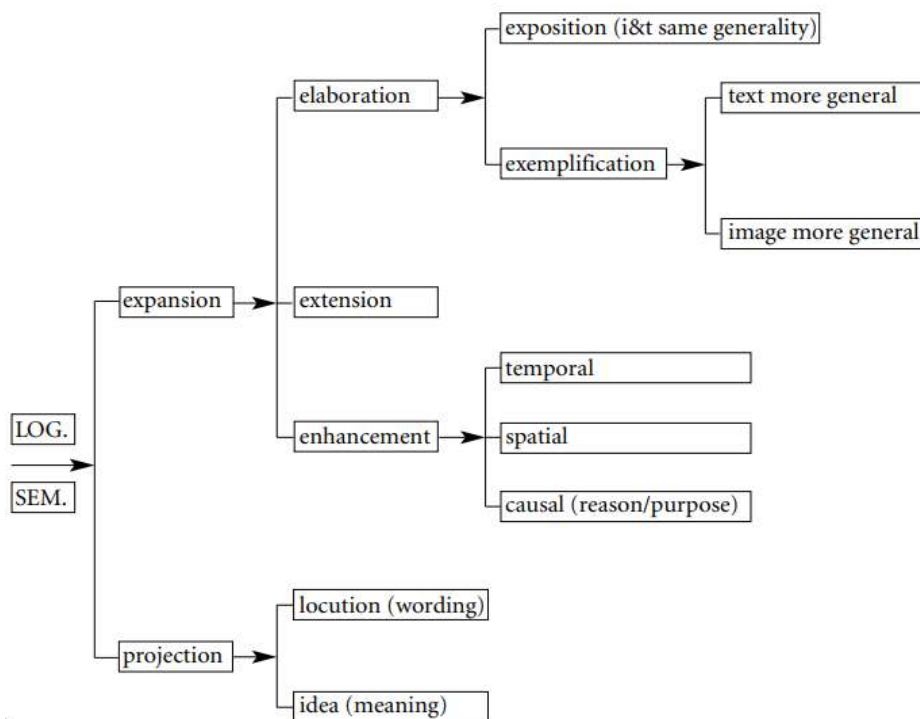 exposition (i&t same generality)
elaboration
text more general
exemplification
image more general
expansion
extension
temporal
LOG.
enhancement
spatial
SEM.
causal (reason/purpose)
locution (wording)
projection
idea (meaning)